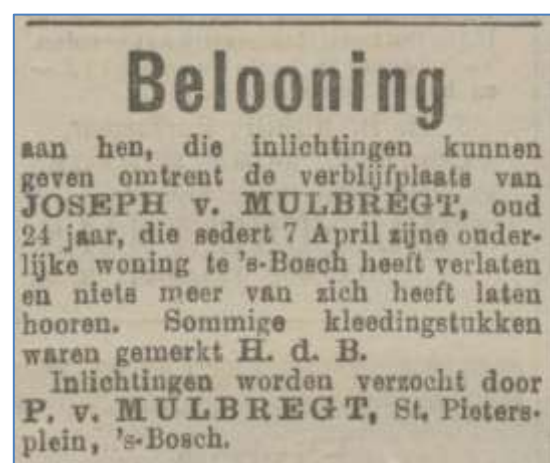 Belooning
aan hen, die inlichtingen kunnen
geven omtrent de verblijfplaats van
JOSEPH v. MULBREGT, oud
24 jaar, die sedert 7 April zijne ouder-
lijke woning te 's-Bosch heeft verlaten
en niets meer van zich heeft laten
hooren. Sommige kleedingstukken
waren gemerkt H. d. B.
Inlichtingen worden verzocht door
P. v. MULBREGT, St. Pieters-
plein, 's-Bosch.